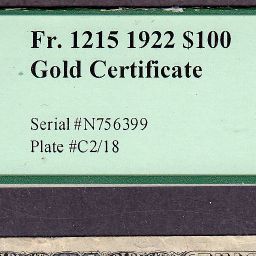 Fr. 1215 1922 $100
Gold Certificate
Serial #N756399
Plate #C2/18